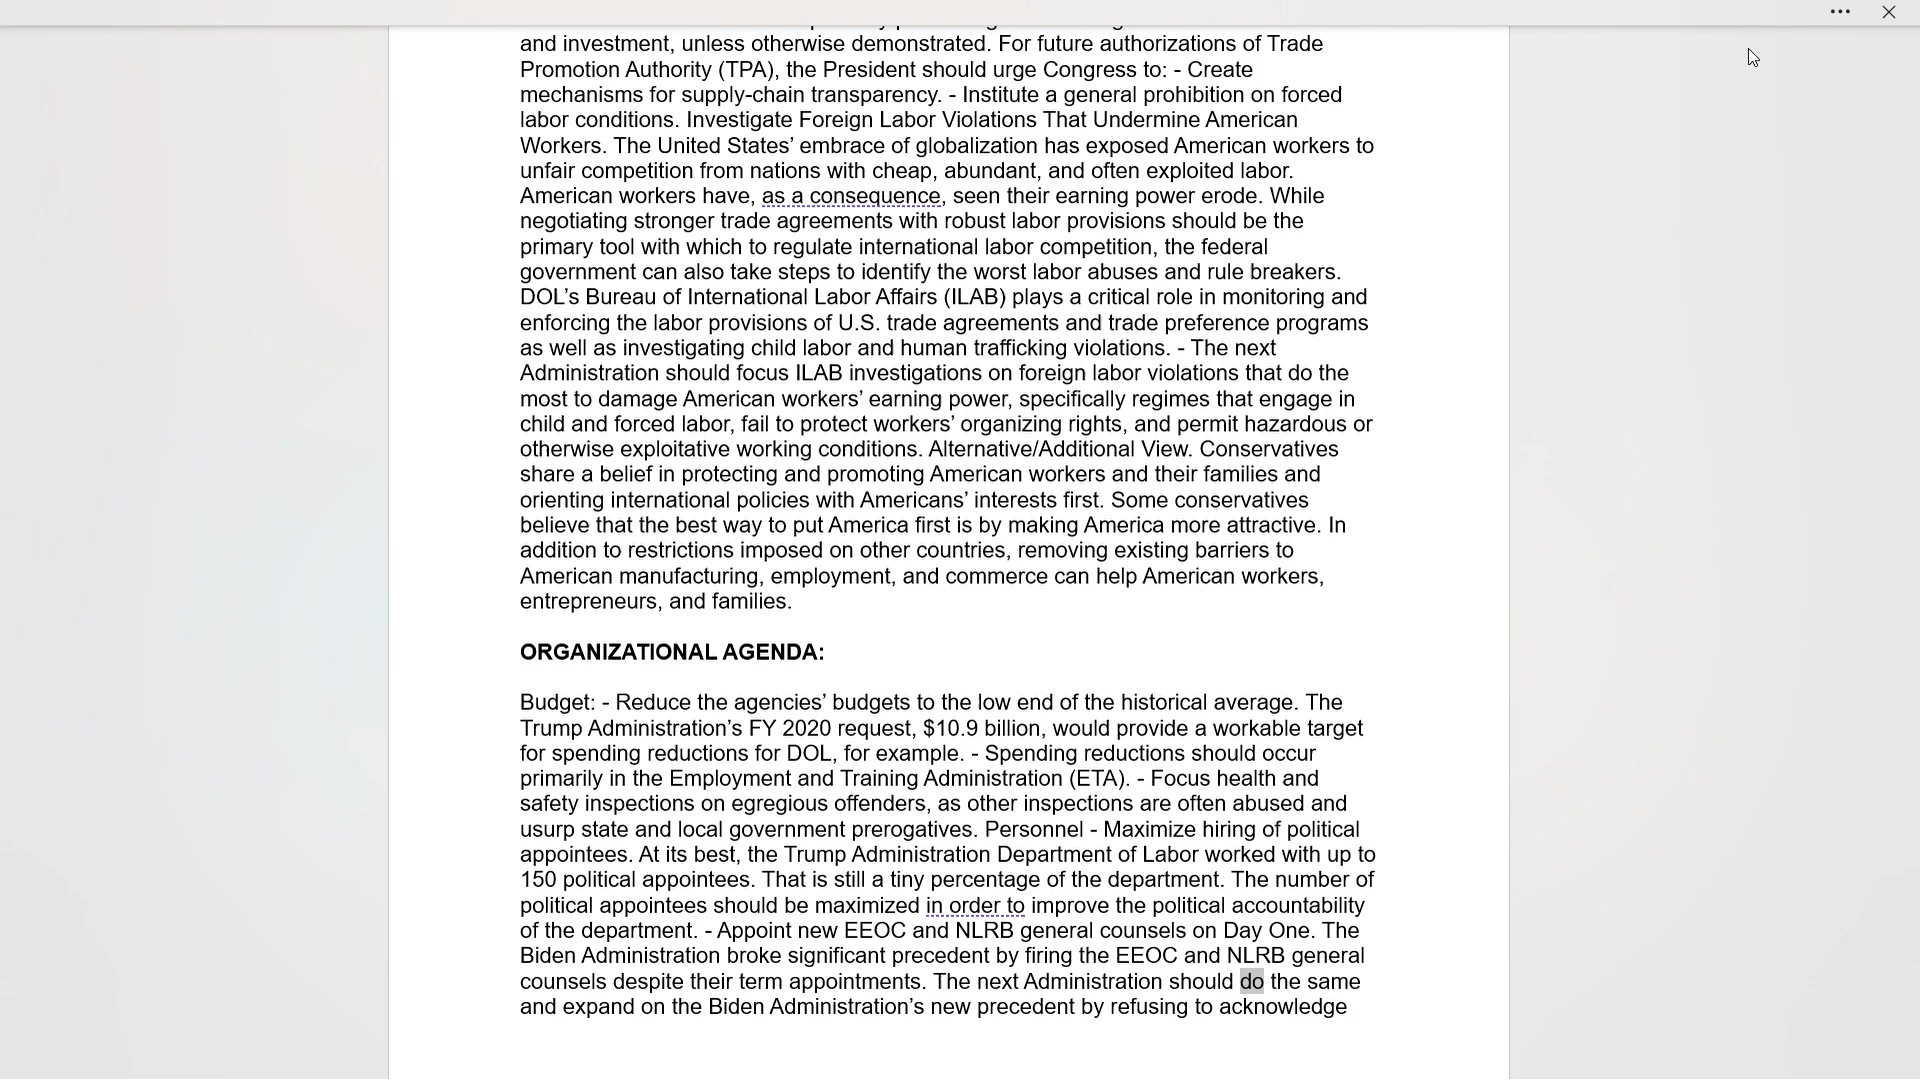 and investment, unless otherwise demonstrated. For future authorizations of Trade
Promotion Authority (TPA), the President should urge Congress to: - Create
mechanisms for supply-chain transparency. - Institute a general prohibition on forced
labor conditions. Investigate Foreign Labor Violations That Undermine American
Workers. The United States’ embrace of globalization has exposed American workers to
unfair competition from nations with cheap, abundant, and often exploited labor.
American workers have, as a consequence, seen their earning power erode. While
negotiating stronger trade agreements with robust labor provisions should be the
primary tool with which to regulate international labor competition, the federal
government can also take steps to identify the worst labor abuses and rule breakers.
DOL’s Bureau of International Labor Affairs (ILAB) plays a critical role in monitoring and
enforcing the labor provisions of U.S. trade agreements and trade preference programs
as well as investigating child labor and human trafficking violations. - The next
Administration should focus ILAB investigations on foreign labor violations that do the
most to damage American workers’ earning power, specifically regimes that engage in
child and forced labor, fail to protect workers’ organizing rights, and permit hazardous or
otherwise exploitative working conditions. Alternative/Additional View. Conservatives
share a belief in protecting and promoting American workers and their families and
orienting international policies with Americans’ interests first. Some conservatives
believe that the best way to put America first is by making America more attractive. In
addition to restrictions imposed on other countries, removing existing barriers to
American manufacturing, employment, and commerce can help American workers,
entrepreneurs, and families.
ORGANIZATIONAL AGENDA:
Budget: - Reduce the agencies’ budgets to the low end of the historical average. The
Trump Administration’s FY 2020 request, $10.9 billion, would provide a workable target
for spending reductions for DOL, for example. - Spending reductions should occur
primarily in the Employment and Training Administration (ETA). - Focus health and
safety inspections on egregious offenders, as other inspections are often abused and
usurp state and local government prerogatives. Personnel - Maximize hiring of political
appointees. At its best, the Trump Administration Department of Labor worked with up to
150 political appointees. That is still a tiny percentage of the department. The number of
political appointees should be maximized in order to improve the political accountability
of the department. - Appoint new EEOC and NLRB general counsels on Day One. The
Biden Administration broke significant precedent by firing the EEOC and NLRB general
counsels despite their term appointments. The next Administration should do the same
and expand on the Biden Administration’s new precedent by refusing to acknowledge